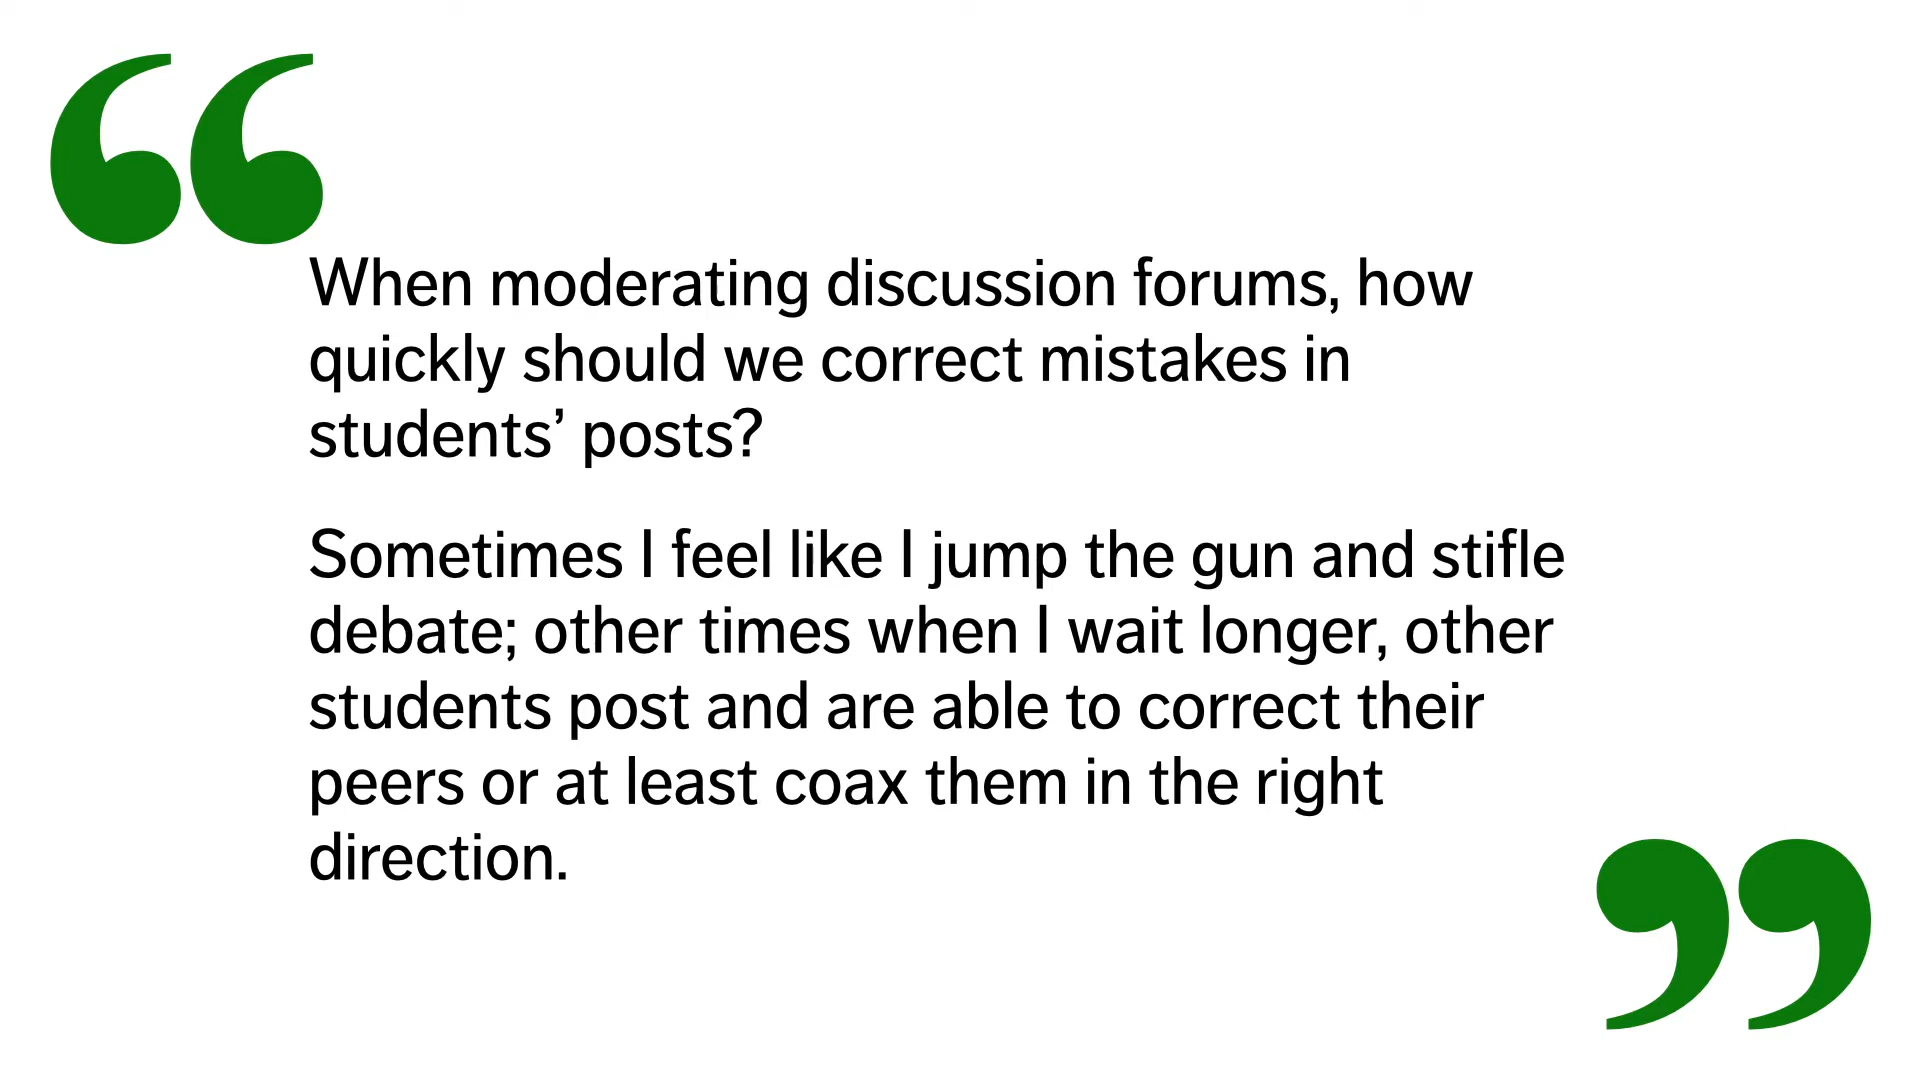 “
When moderating discussion forums, how
quickly should we correct mistakes in
students’ posts?
Sometimes I feel like I jump the gun and stifle
debate; other times when I wait longer, other
students post and are able to correct their
peers or at least coax them in the right
direction.
”